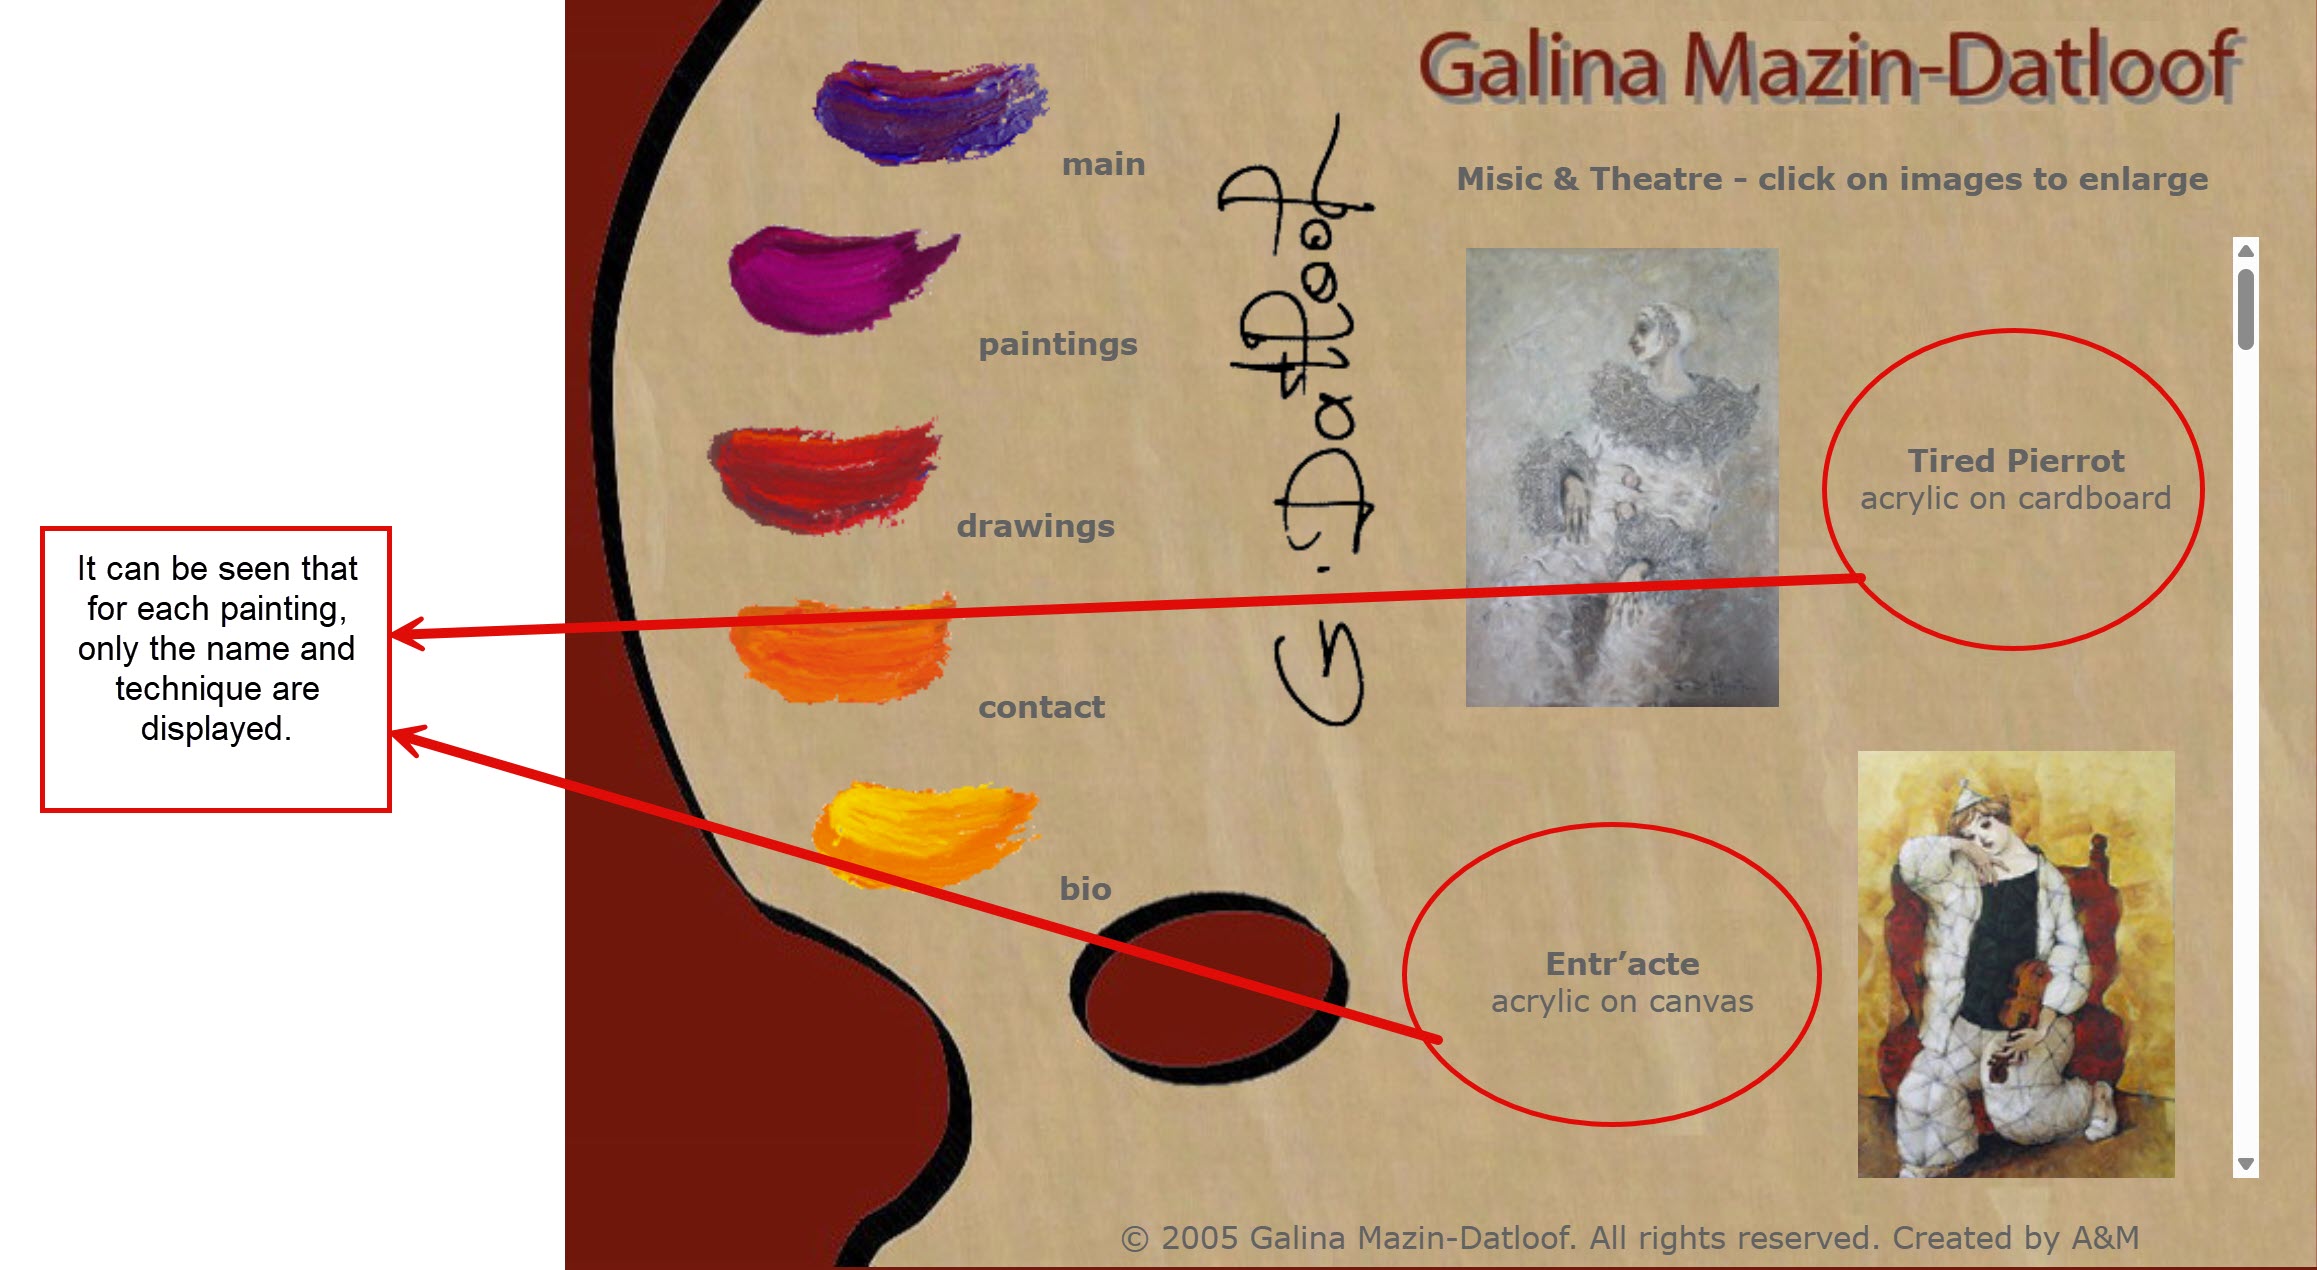 Galina Mazin-Datloof
main
Misic & Theatre - click on images to enlarge
paintings
drawings
contact
bio
G. Datloof
Tired Pierrot
acrylic on cardboard
Entr’acte
acrylic on canvas
It can be seen that
for each painting,
only the name and
technique are
displayed.
© 2005 Galina Mazin-Datloof. All rights reserved. Created by A&M